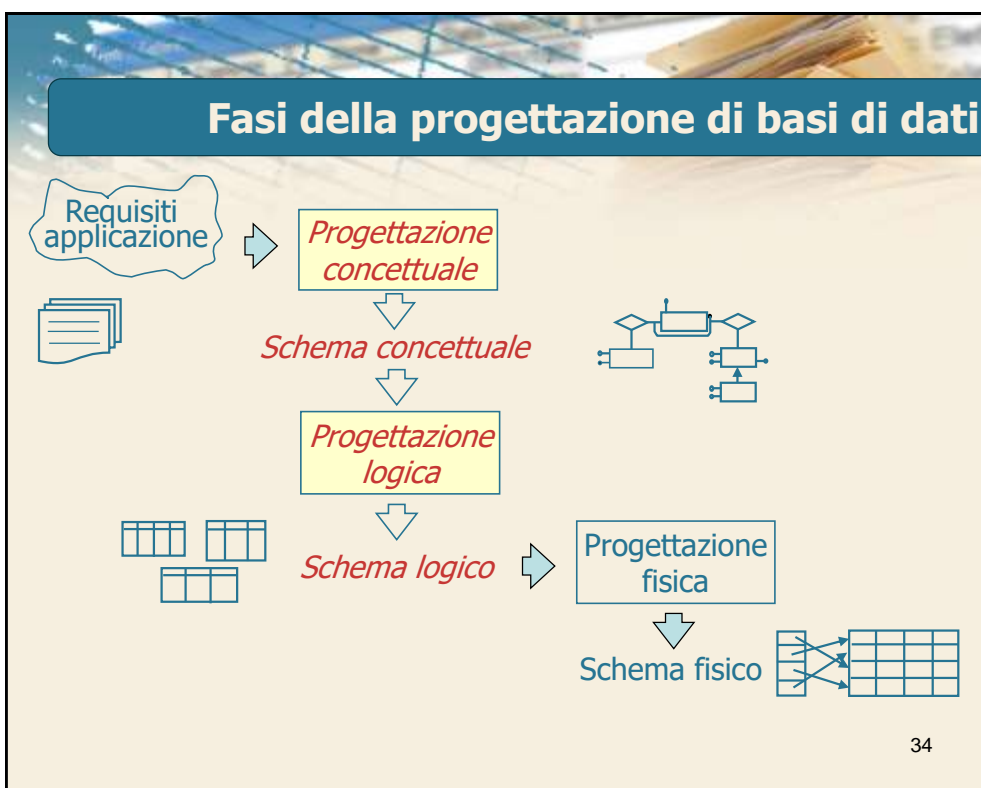 Fasi della progettazione di basi di dati
Requisiti
applicazione
Progettazione
concettuale
Schema concettuale
Progettazione
logica
Schema logico
Progettazione
fisica
Schema fisico
34